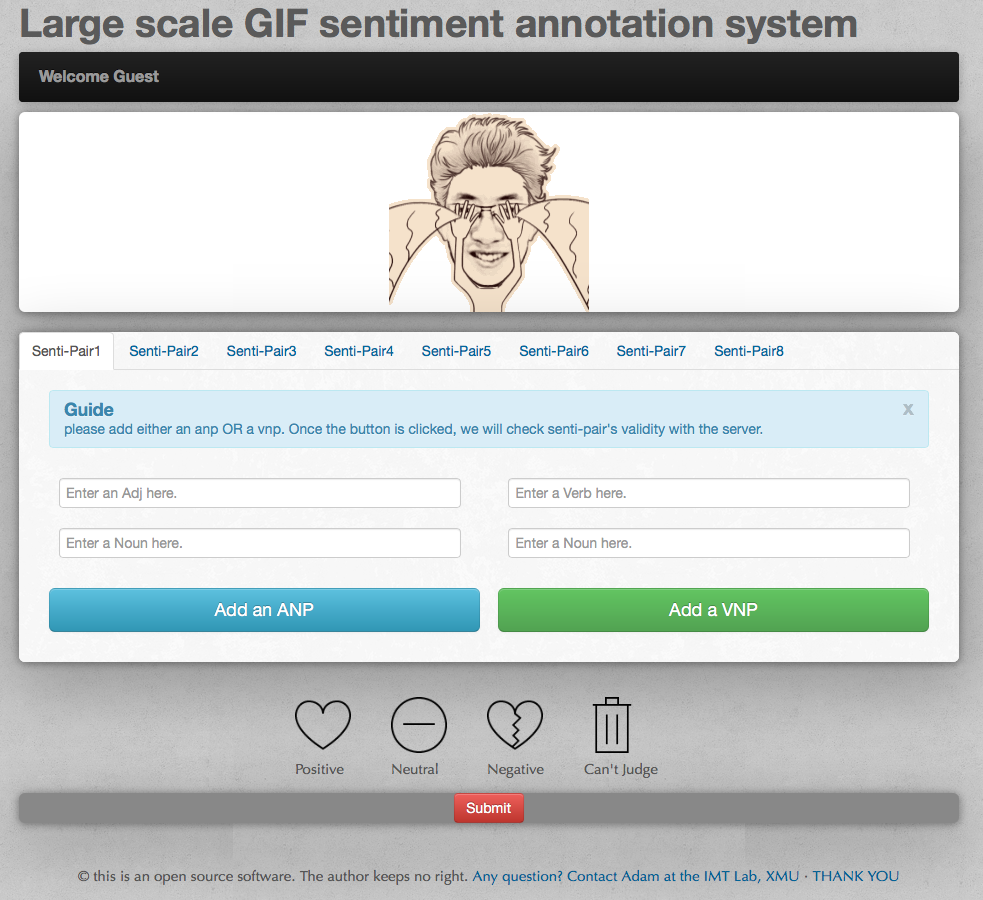 Large scale GIF sentiment annotation system
Welcome Guest
Senti-Pair1 Senti-Pair2 Senti-Pair3 Senti-Pair4 Senti-Pair5 Senti-Pair6 Senti-Pair7 Senti-Pair8
Guide x
please add either an anp OR a vnp. Once the button is clicked, we will check senti-pair's validity with the server.
Enter an Adj here. Enter a Verb here.
Enter a Noun here. Enter a Noun here.
Add an ANP Add a VNP
Positive Neutral Negative Can't Judge
Submit
© this is an open source software. The author keeps no right. Any question? Contact Adam at the IMT Lab, XMU · THANK YOU